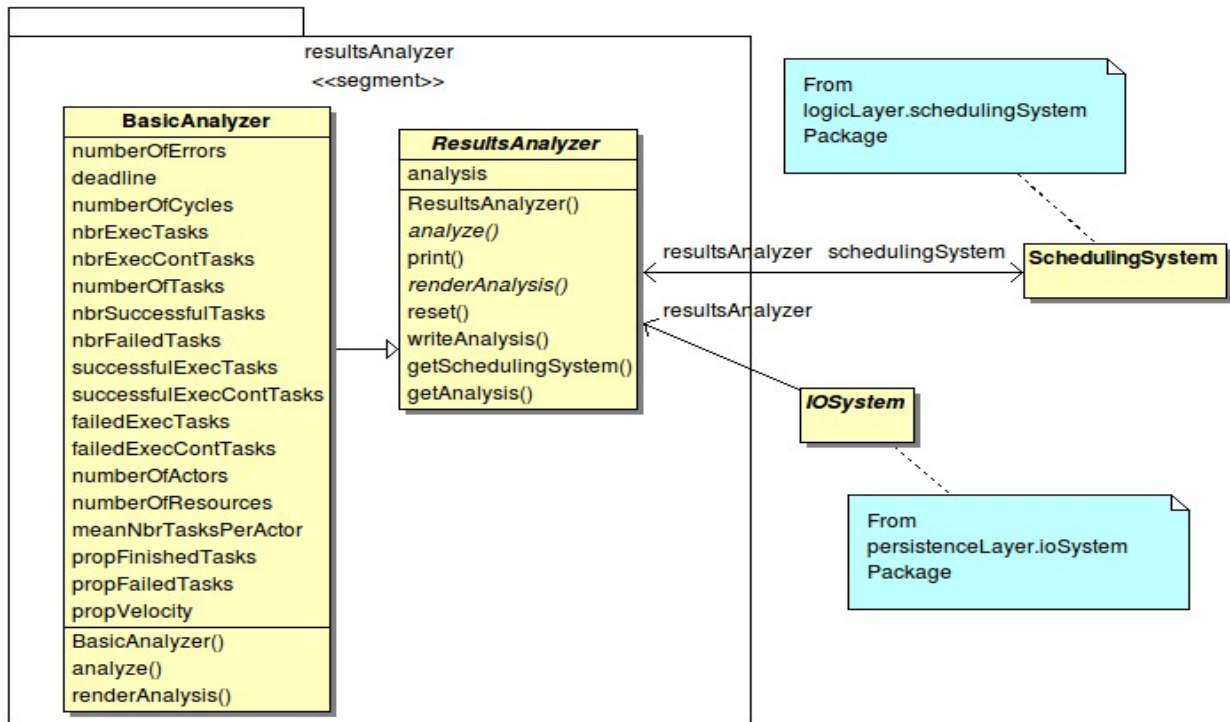 resultsAnalyzer
<<segment>>
BasicAnalyzer
numberOfErrors
deadline
numberOfCycles
nbrExecTasks
nbrExecContTasks
numberOfTasks
nbrSuccessfulTasks
nbrFailedTasks
successfulExecTasks
successfulExecContTasks
failedExecTasks
failedExecContTasks
numberOfActors
numberOfResources
meanNbrTasksPerActor
propFinishedTasks
propFailedTasks
propVelocity
BasicAnalyzer()
analyze()
renderAnalysis()
ResultsAnalyzer
analysis
ResultsAnalyzer()
analyze()
print()
renderAnalysis()
reset()
writeAnalysis()
getSchedulingSystem()
getAnalysis()
resultsAnalyzer schedulingSystem
resultsAnalyzer
From
logicLayer.schedulingSystem
Package
SchedulingSystem
IOSystem
From
persistenceLayer.ioSystem
Package